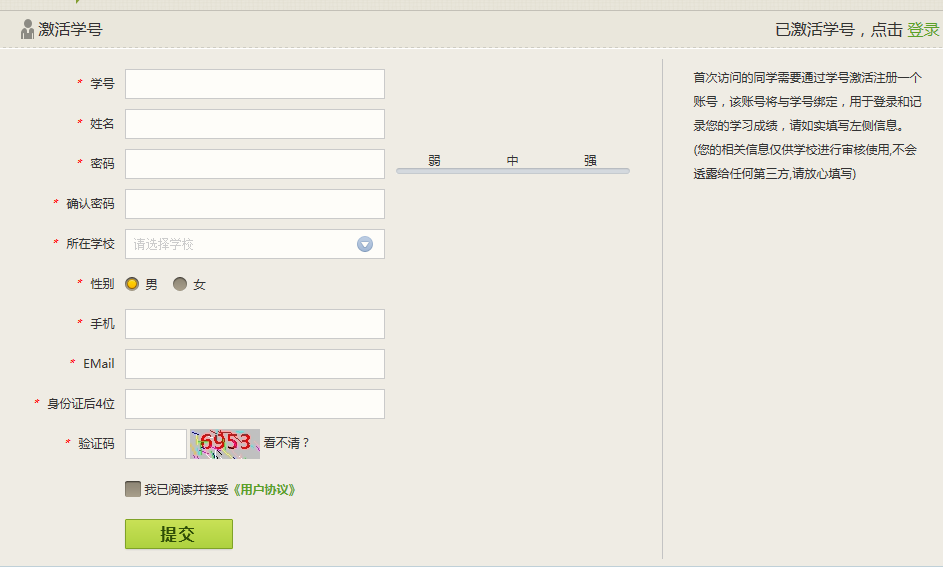 激活学号
已激活学号，点击 登录
* 学号
* 姓名
* 密码
弱 中 强
* 确认密码
* 所在学校 请选择学校
* 性别 男 女
* 手机
* EMail
* 身份证后4位
* 验证码 6953 看不清？
我已阅读并接受《用户协议》
提交
首次访问的同学需要通过学号激活注册一个
账号，该账号将与学号绑定，用于登录和记
录您的学习成绩，请如实填写左侧信息。
(您的相关信息仅供学校进行审核使用,不会
透露给任何第三方,请放心填写)